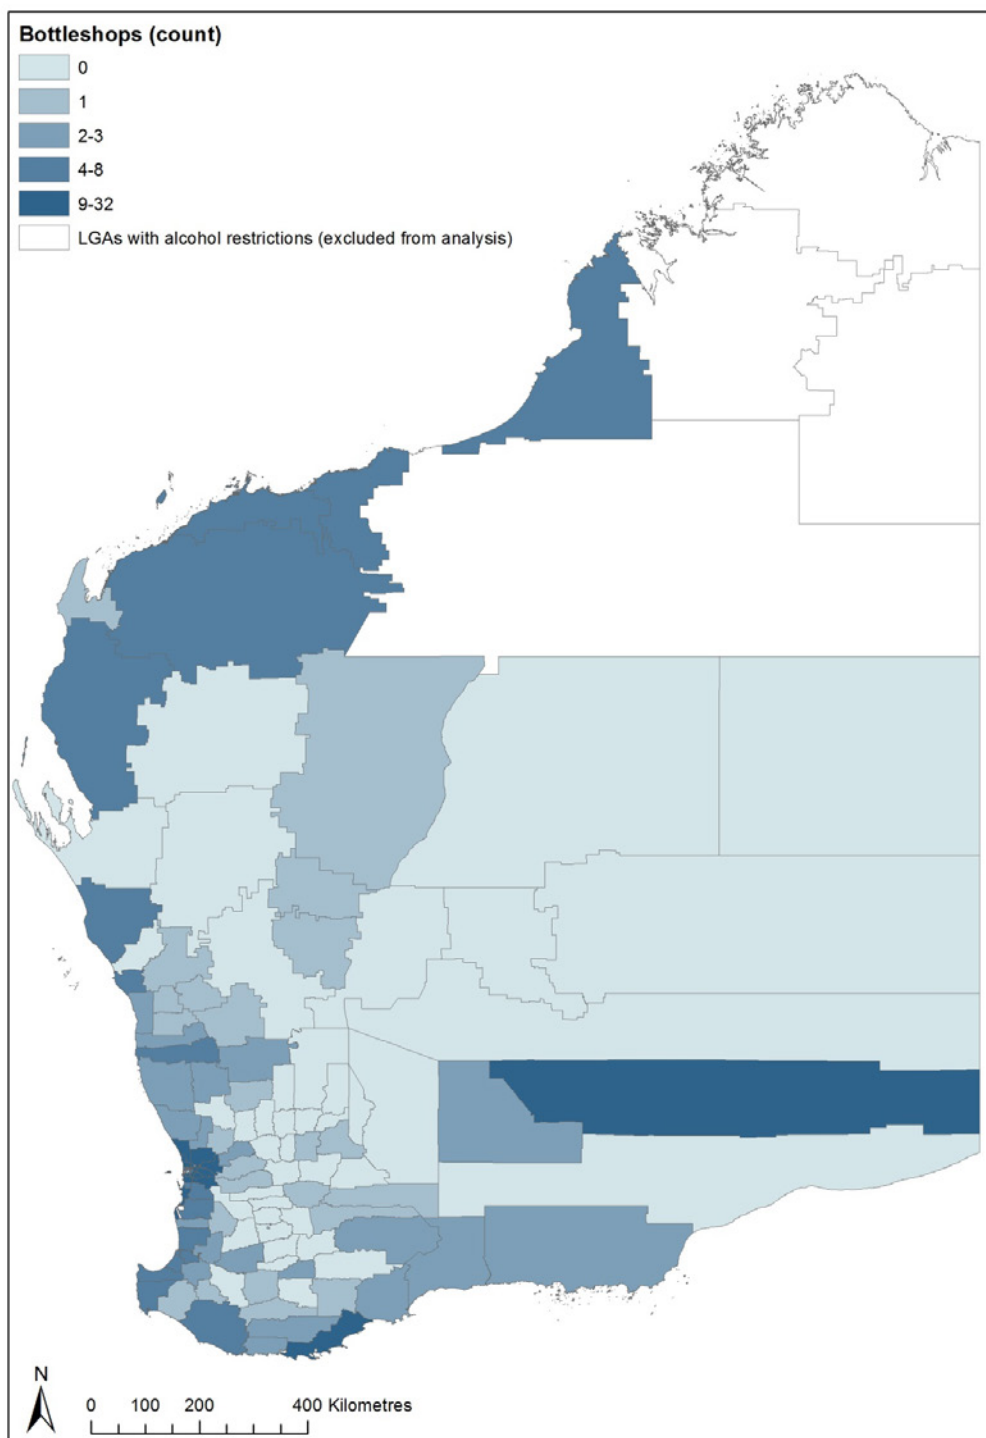 Bottleshops (count)
0
1
2-3
4-8
9-32
LGAs with alcohol restrictions (excluded from analysis)
N
0 100 200 400 Kilometres